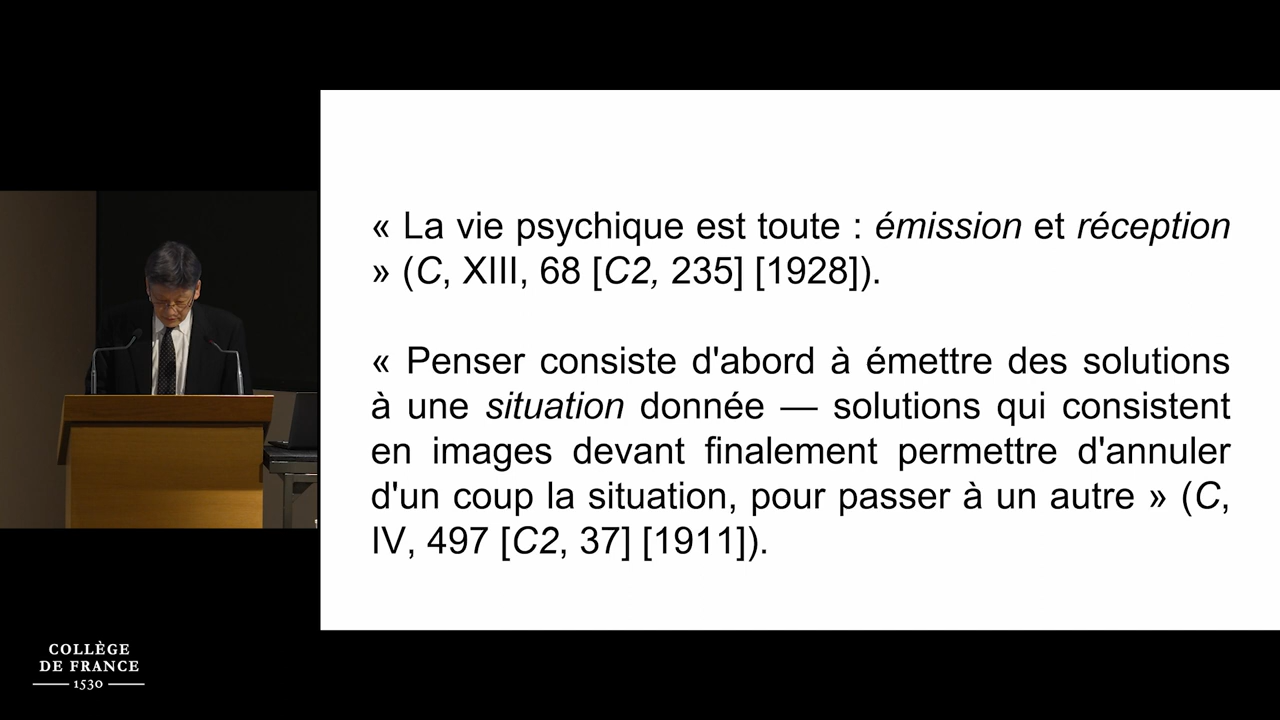 « La vie psychique est toute : émission et réception
» (C, XIII, 68 [C2, 235] [1928]).
« Penser consiste d'abord à émettre des solutions
à une situation donnée — solutions qui consistent
en images devant finalement permettre d'annuler
d'un coup la situation, pour passer à un autre » (C,
IV, 497 [C2, 37] [1911]).
COLLÈGE
DE FRANCE
1530